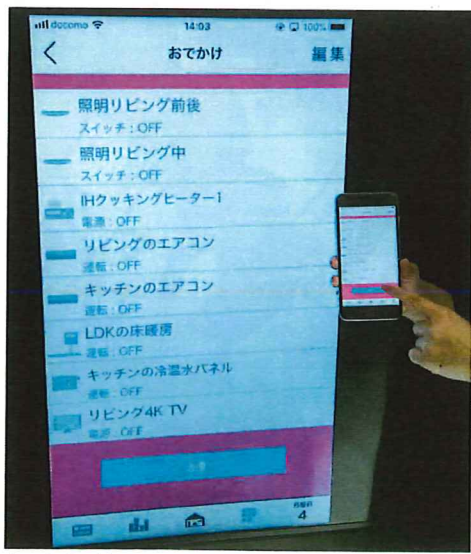 docomo 14:03 100%
おでかけ 編集
照明リビング前後
スイッチ：OFF
照明リビング中
スイッチ：OFF
IHクッキングヒーター1
電源：OFF
リビングのエアコン
運転：OFF
キッチンのエアコン
運転：OFF
LDKの床暖房
運転：OFF
キッチンの冷温水パネル
運転：OFF
リビング4K TV
電源：OFF
4